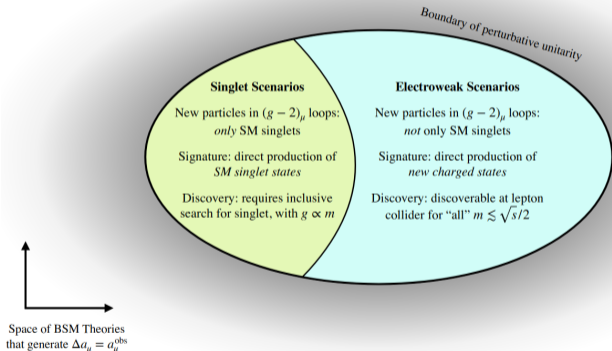 Boundary of perturbative unitarity
Singlet Scenarios
New particles in (g − 2)μ loops:
only SM singlets
Signature: direct production of
SM singlet states
Discovery: requires inclusive
search for singlet, with g ∝ m
Electroweak Scenarios
New particles in (g − 2)μ loops:
not only SM singlets
Signature: direct production of
new charged states
Discovery: discoverable at lepton
collider for “all” m ≲ √s/2
Space of BSM Theories
that generate Δaμ = aμ^obs